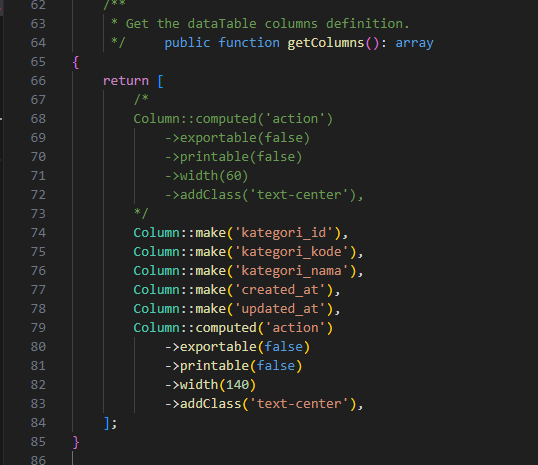 62 /**
63 * Get the dataTable columns definition.
64 */ public function getColumns(): array
65 {
66 return [
67 /*
68 Column::computed('action')
69 ->exportable(false)
70 ->printable(false)
71 ->width(60)
72 ->addClass('text-center'),
73 */
74 Column::make('kategori_id'),
75 Column::make('kategori_kode'),
76 Column::make('kategori_nama'),
77 Column::make('created_at'),
78 Column::make('updated_at'),
79 Column::computed('action')
80 ->exportable(false)
81 ->printable(false)
82 ->width(140)
83 ->addClass('text-center'),
84 ];
85 }
86